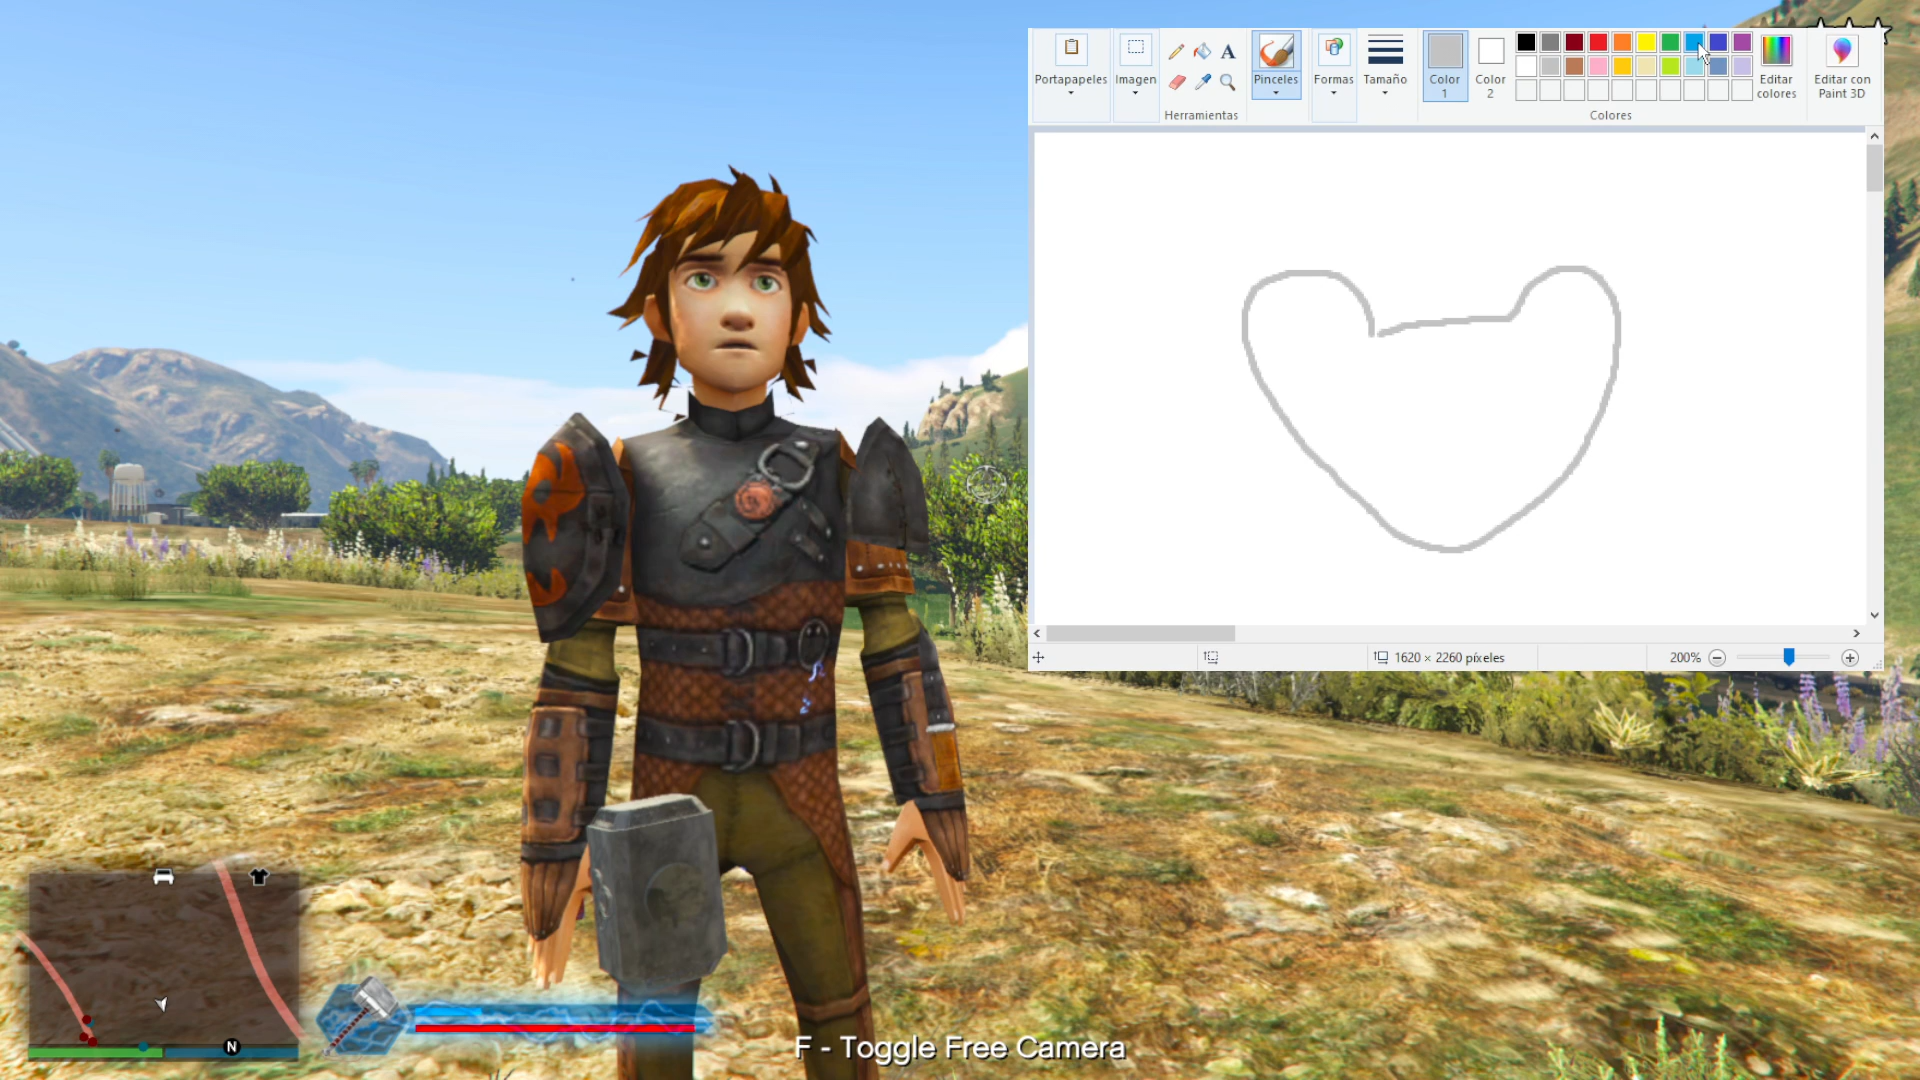 Portapapeles
Imagen
Herramientas
Pinceles
Formas
Tamaño
Color
1
Color
2
Editar
colores
Colores
Editar con
Paint 3D
1620 × 2260 píxeles
200%
N
F - Toggle Free Camera